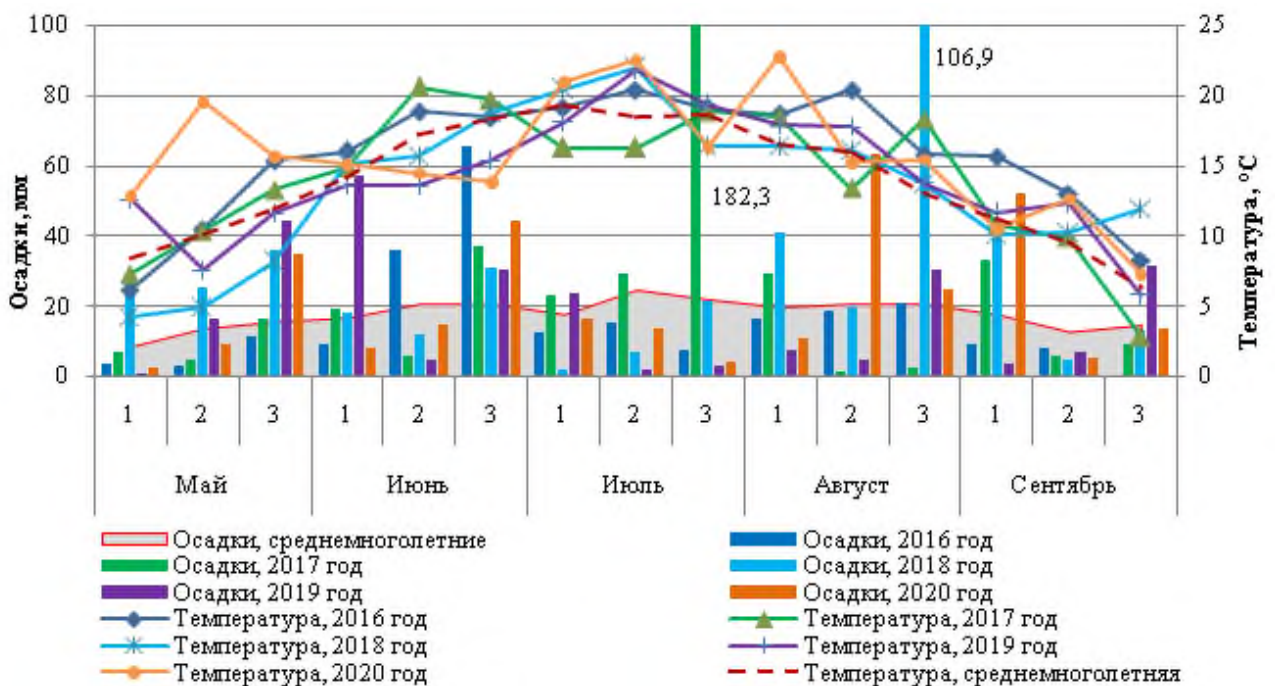 Осадки, мм
100
80
60
40
20
0
106,9
182,3
25
20
15
10
5
0
Температура, °С
1 2 3 1 2 3 1 2 3 1 2 3 1 2 3
Май Июнь Июль Август Сентябрь
Осадки, среднемноголетние
Осадки, 2016 год
Осадки, 2017 год
Осадки, 2018 год
Осадки, 2019 год
Осадки, 2020 год
Температура, 2016 год
Температура, 2017 год
Температура, 2018 год
Температура, 2019 год
Температура, 2020 год
Температура, среднемноголетняя